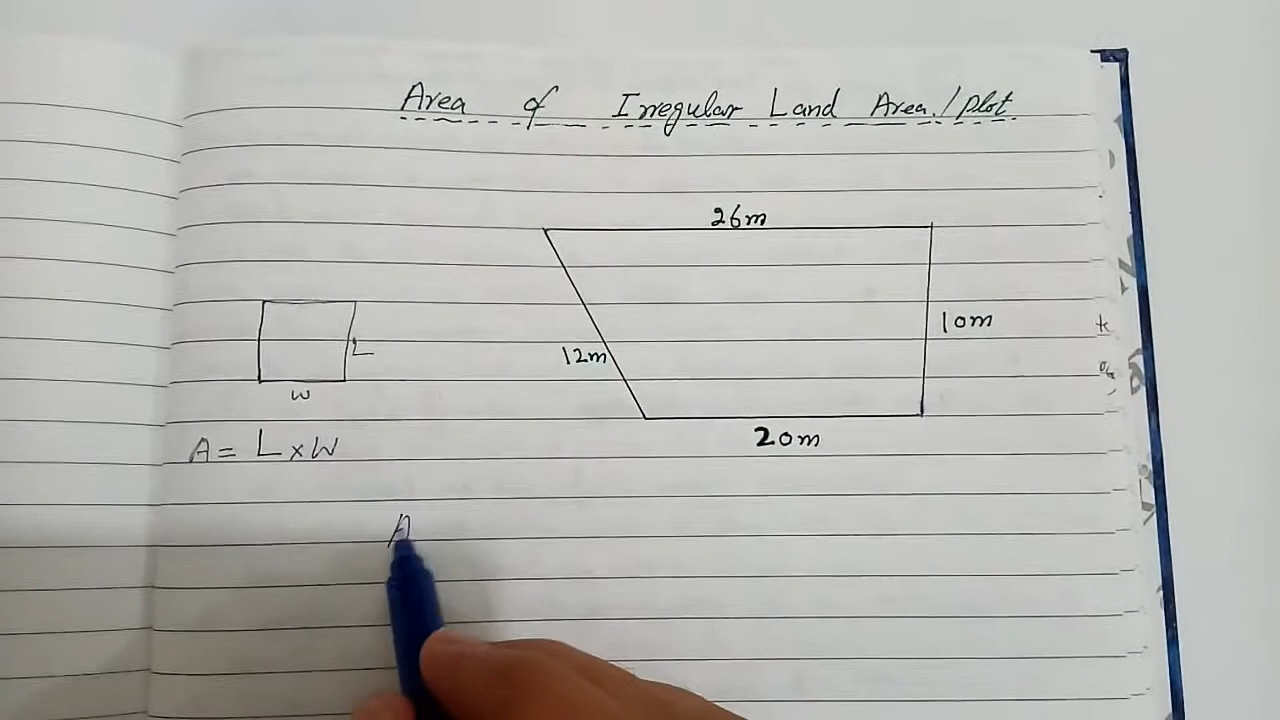 Area of Irregular Land Area./plot
26m
10m
L
12m
W
20m
A = L x W
A